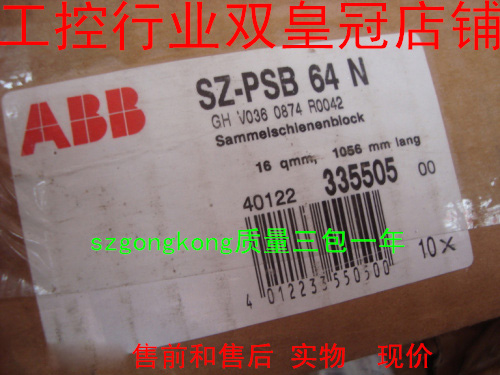 工控行业双皇冠店铺
ABB
SZ-PSB 64 N
GH V036 0874 R0042
Sammelschienenblock
16 qmm, 1056 mm lang
40122 335505 00
szgongkong质量三包一年
10x
4 012233 550500
售前和售后 实物 现价